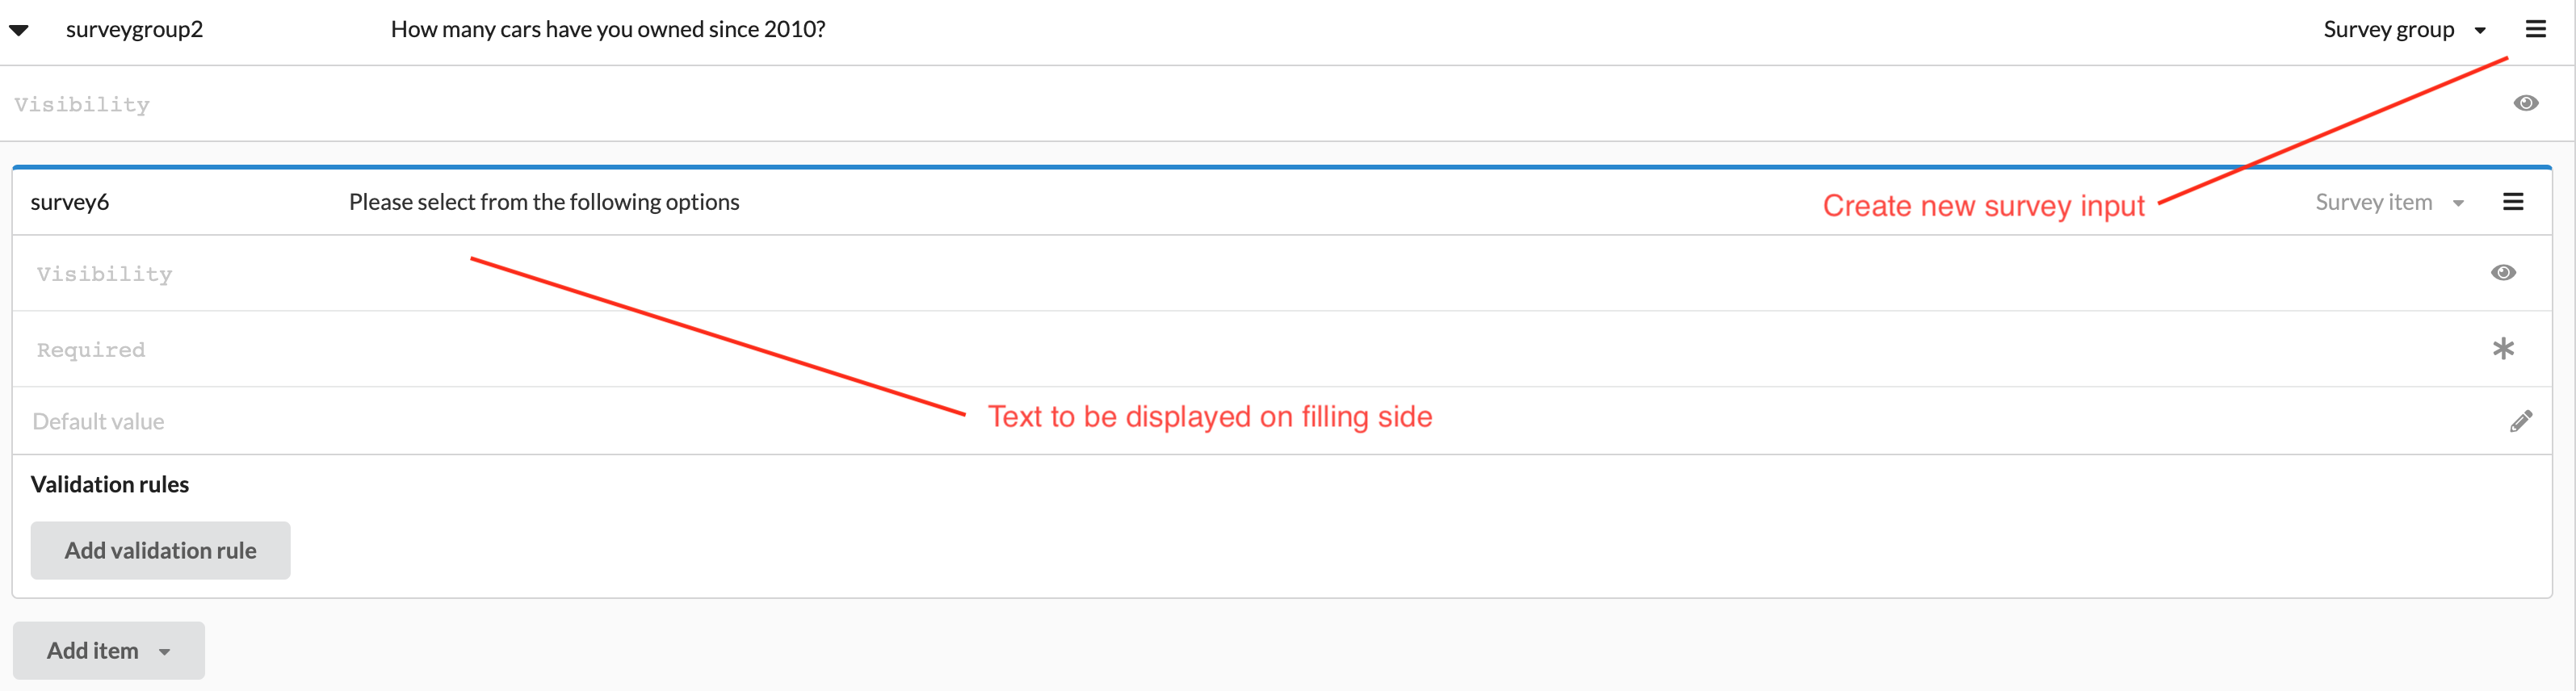 surveygroup2 How many cars have you owned since 2010? Survey group
Visibility
survey6 Please select from the following options Create new survey input Survey item
Visibility
Required
Text to be displayed on filling side
Default value
Validation rules
Add validation rule
Add item